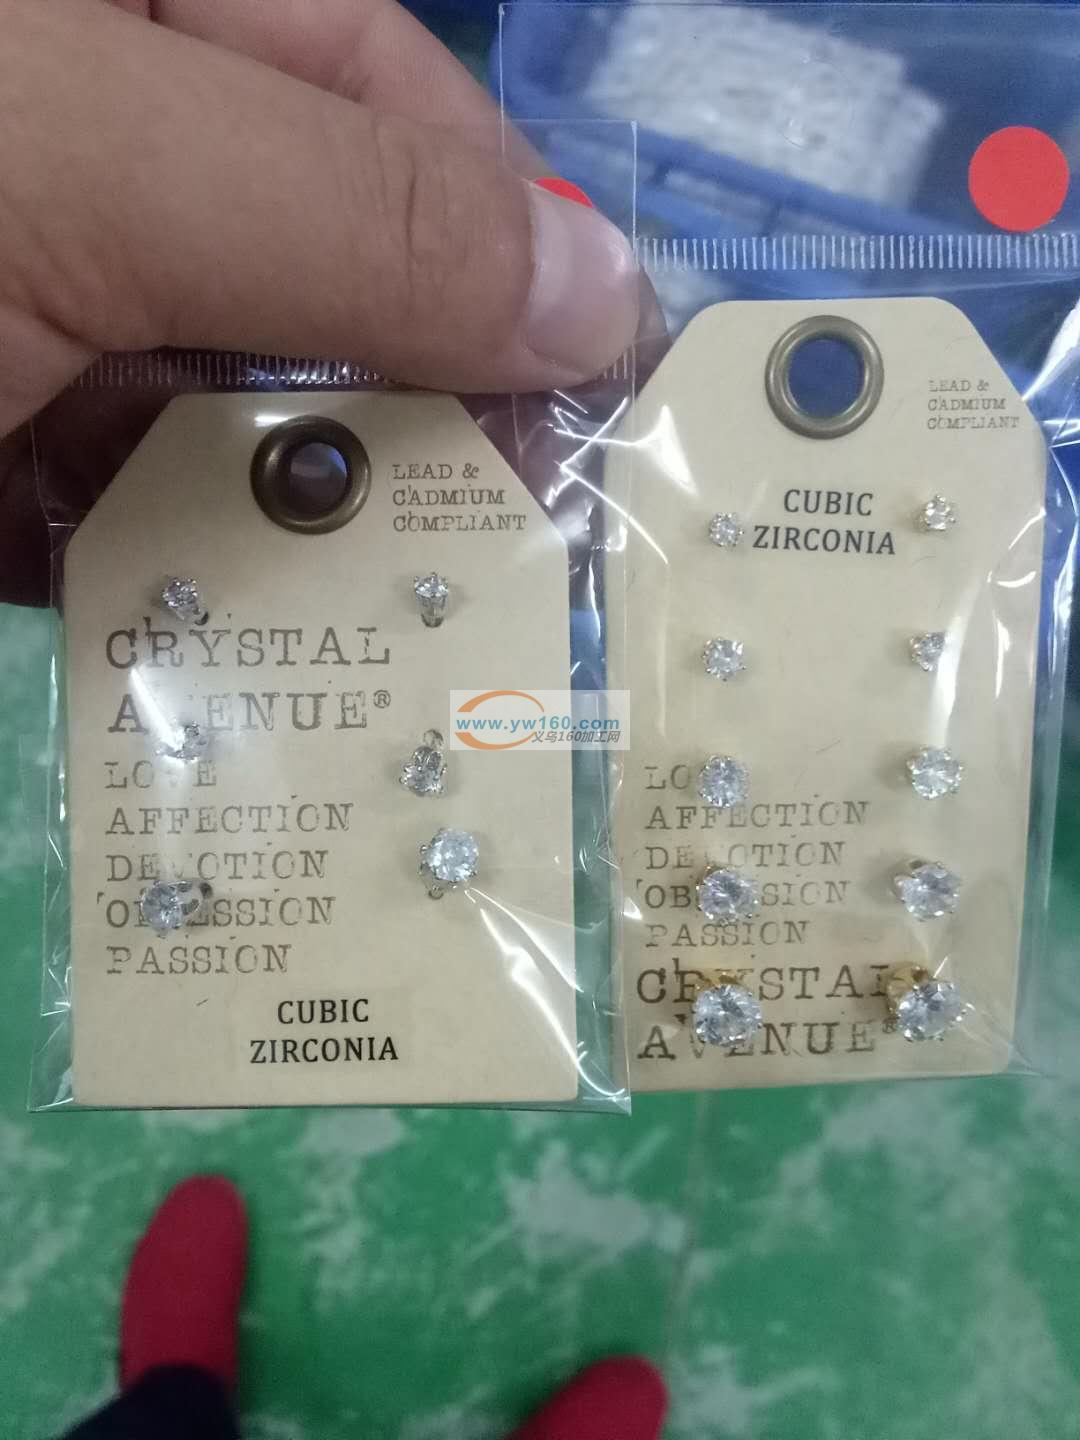 LEAD &
CADMIUM
COMPLIANT
CRYSTAL
AVENUE®
LOVE
AFFECTION
DEVOTION
OBSESSION
PASSION
CUBIC
ZIRCONIA
LEAD &
CADMIUM
COMPLIANT
CUBIC
ZIRCONIA
AFFECTION
DEVOTION
OBSESSION
PASSION
CRYSTAL
AVENUE®
www.yw160.com
义乌160加工网